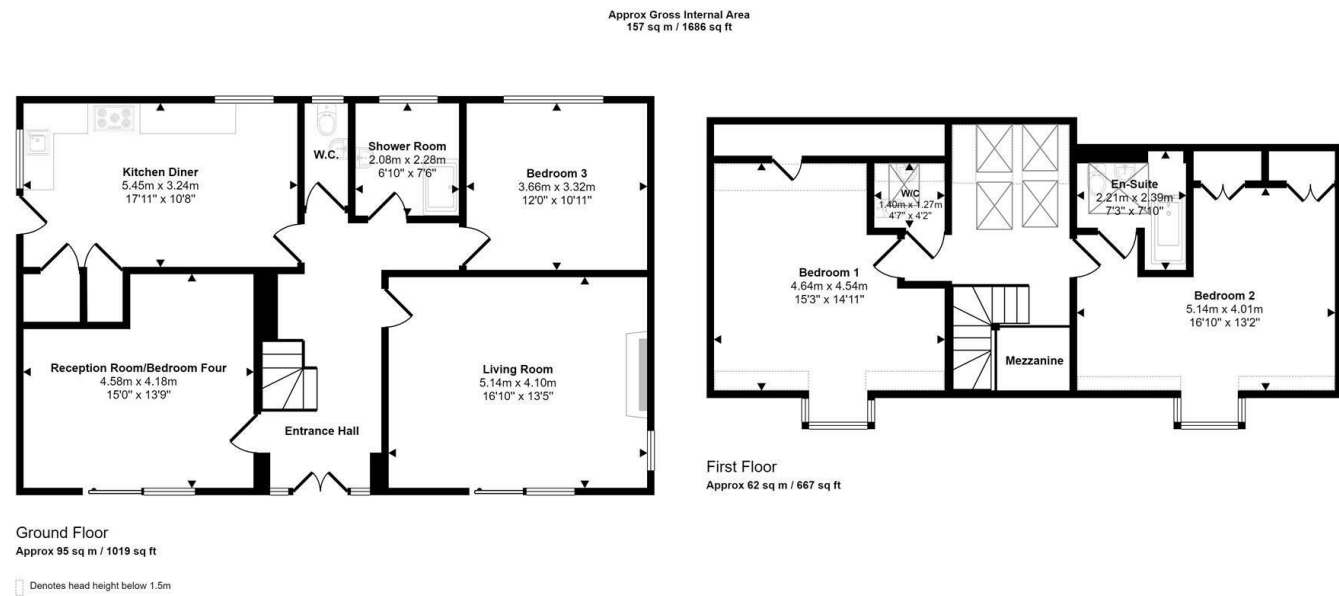 Approx Gross Internal Area
157 sq m / 1686 sq ft
Kitchen Diner
5.45m x 3.24m
17'11" x 10'8"
W.C.
Shower Room
2.08m x 2.28m
6'10" x 7'6"
Bedroom 3
3.66m x 3.32m
12'0" x 10'11"
Reception Room/Bedroom Four
4.58m x 4.18m
15'0" x 13'9"
Entrance Hall
Living Room
5.14m x 4.10m
16'10" x 13'5"
Ground Floor
Approx 95 sq m / 1019 sq ft
Denotes head height below 1.5m
W/C
1.40m x 1.27m
4'7" x 4'2"
En-Suite
2.21m x 2.39m
7'3" x 7'10"
Bedroom 1
4.64m x 4.54m
15'3" x 14'11"
Bedroom 2
5.14m x 4.01m
16'10" x 13'2"
Mezzanine
First Floor
Approx 62 sq m / 667 sq ft